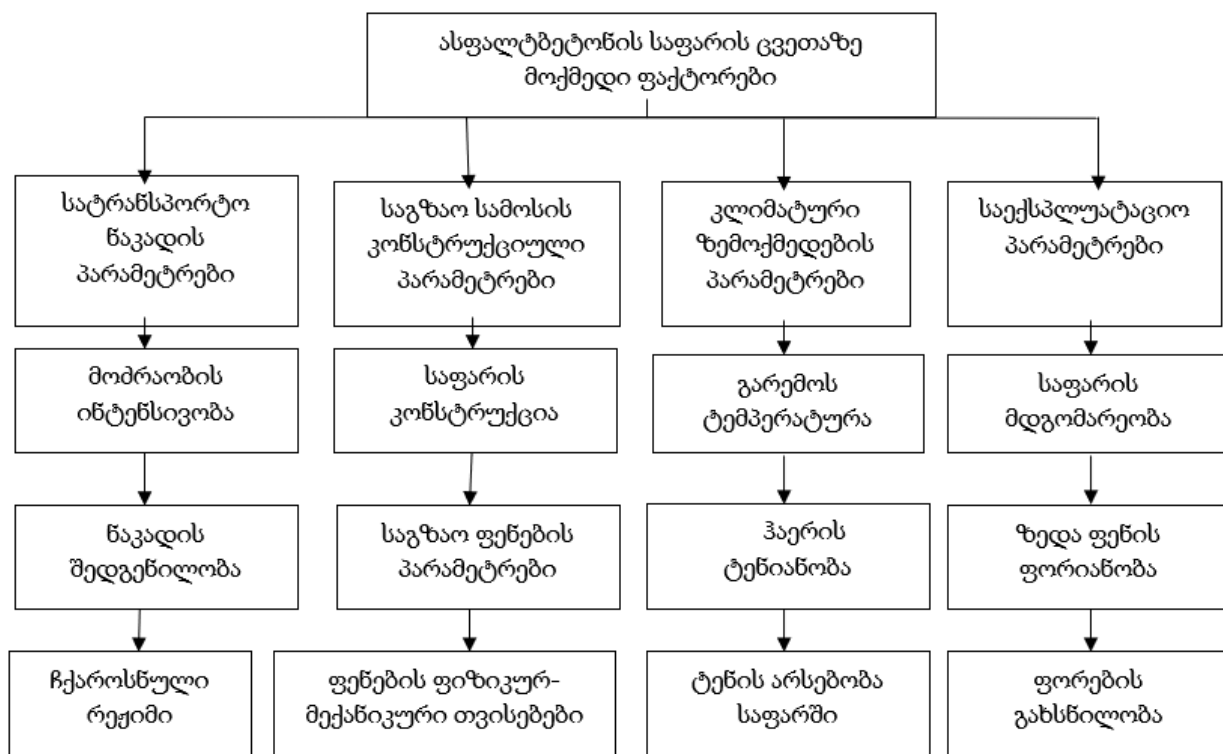 ასფალტბეტონის საფარის ცვეთაზე
მოქმედი ფაქტორები
სატრანსპორტო
ნაკადის
პარამეტრები
საგზაო სამოსის
კონსტრუქციული
პარამეტრები
კლიმატური
ზემოქმედების
პარამეტრები
საექსპლუატაციო
პარამეტრები
მოძრაობის
ინტენსივობა
საფარის
კონსტრუქცია
გარემოს
ტემპერატურა
საფარის
მდგომარეობა
ნაკადის
შედგენილობა
საგზაო ფენების
პარამეტრები
ჰაერის
ტენიანობა
ზედა ფენის
ფორიანობა
ჩქაროსნული
რეჟიმი
ფენების ფიზიკურ-
მექანიკური თვისებები
ტენის არსებობა
საფარში
ფორების
გახსნილობა